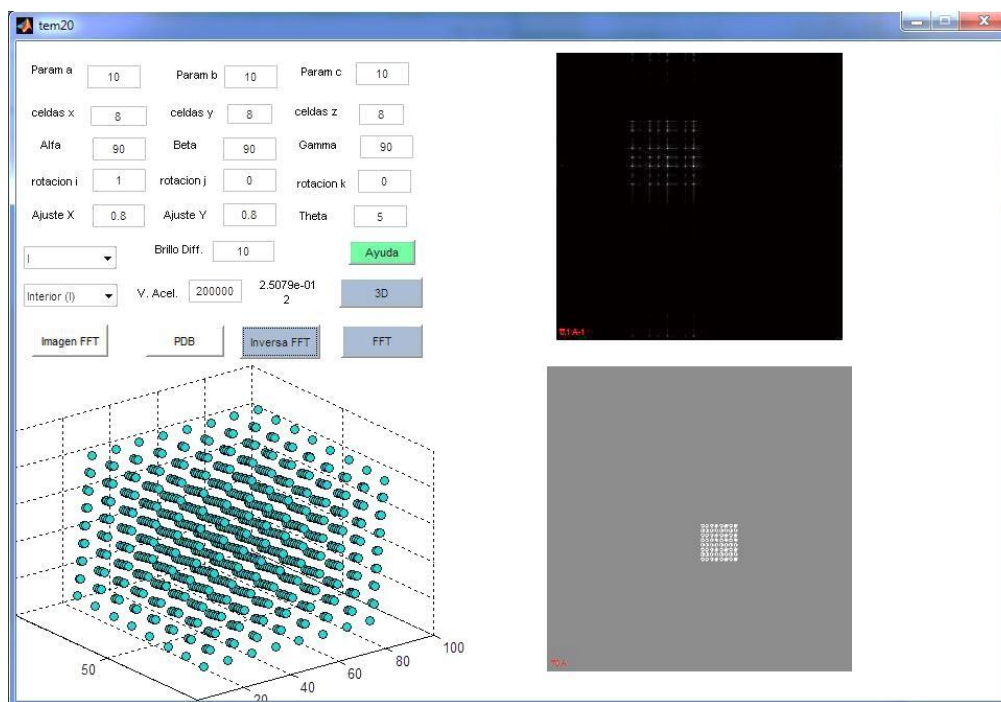 tem20
Param a 10 Param b 10 Param c 10
celdas x 8 celdas y 8 celdas z 8
Alfa 90 Beta 90 Gamma 90
rotacion i 1 rotacion j 0 rotacion k 0
Ajuste X 0.8 Ajuste Y 0.8 Theta 5
I Brillo Diff. 10 Ayuda
Interior (I) V. Acel. 200000 2.5079e-01
2 3D
Imagen FFT PDB Inversa FFT FFT
50
20 40 60 80 100